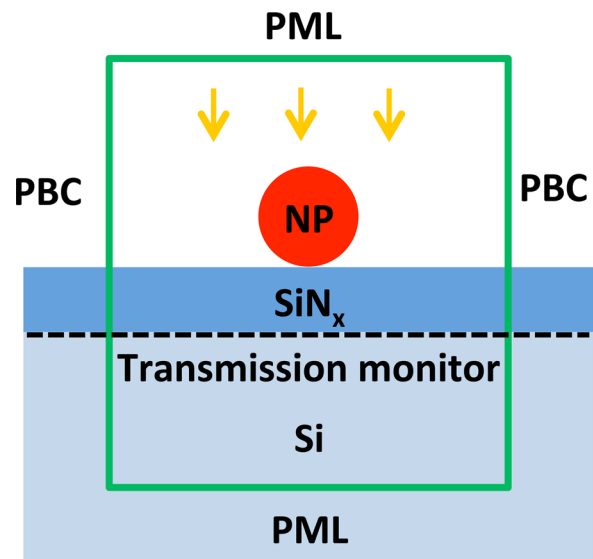 PML
PBC
PBC
NP
SiNₓ
Transmission monitor
Si
PML